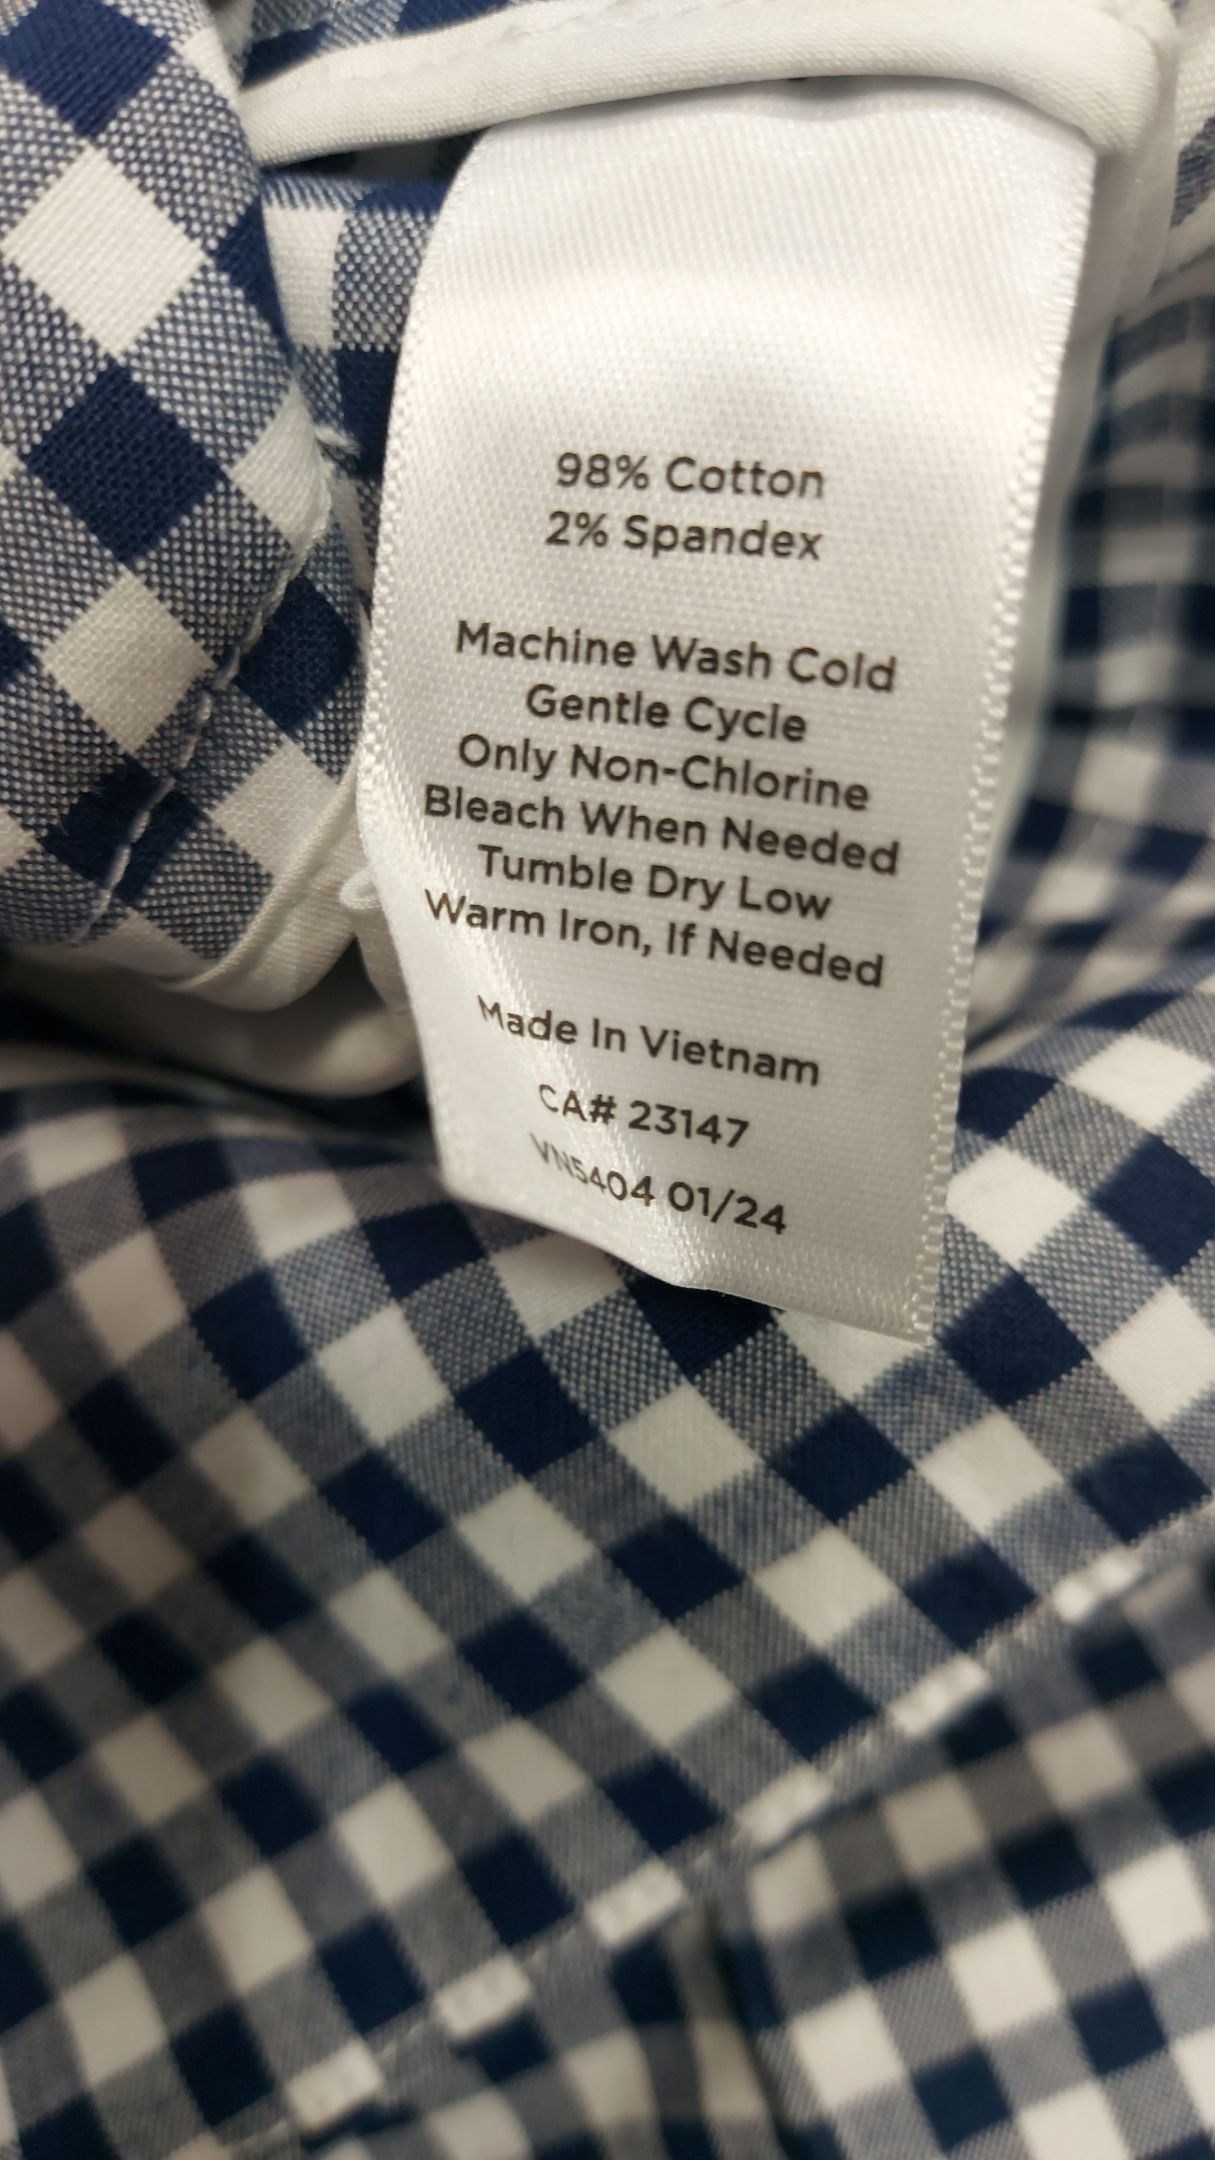 98% Cotton
2% Spandex
Machine Wash Cold
Gentle Cycle
Only Non-Chlorine
Bleach When Needed
Tumble Dry Low
Warm Iron, If Needed
Made In Vietnam
CA# 23147
VN5404 01/24